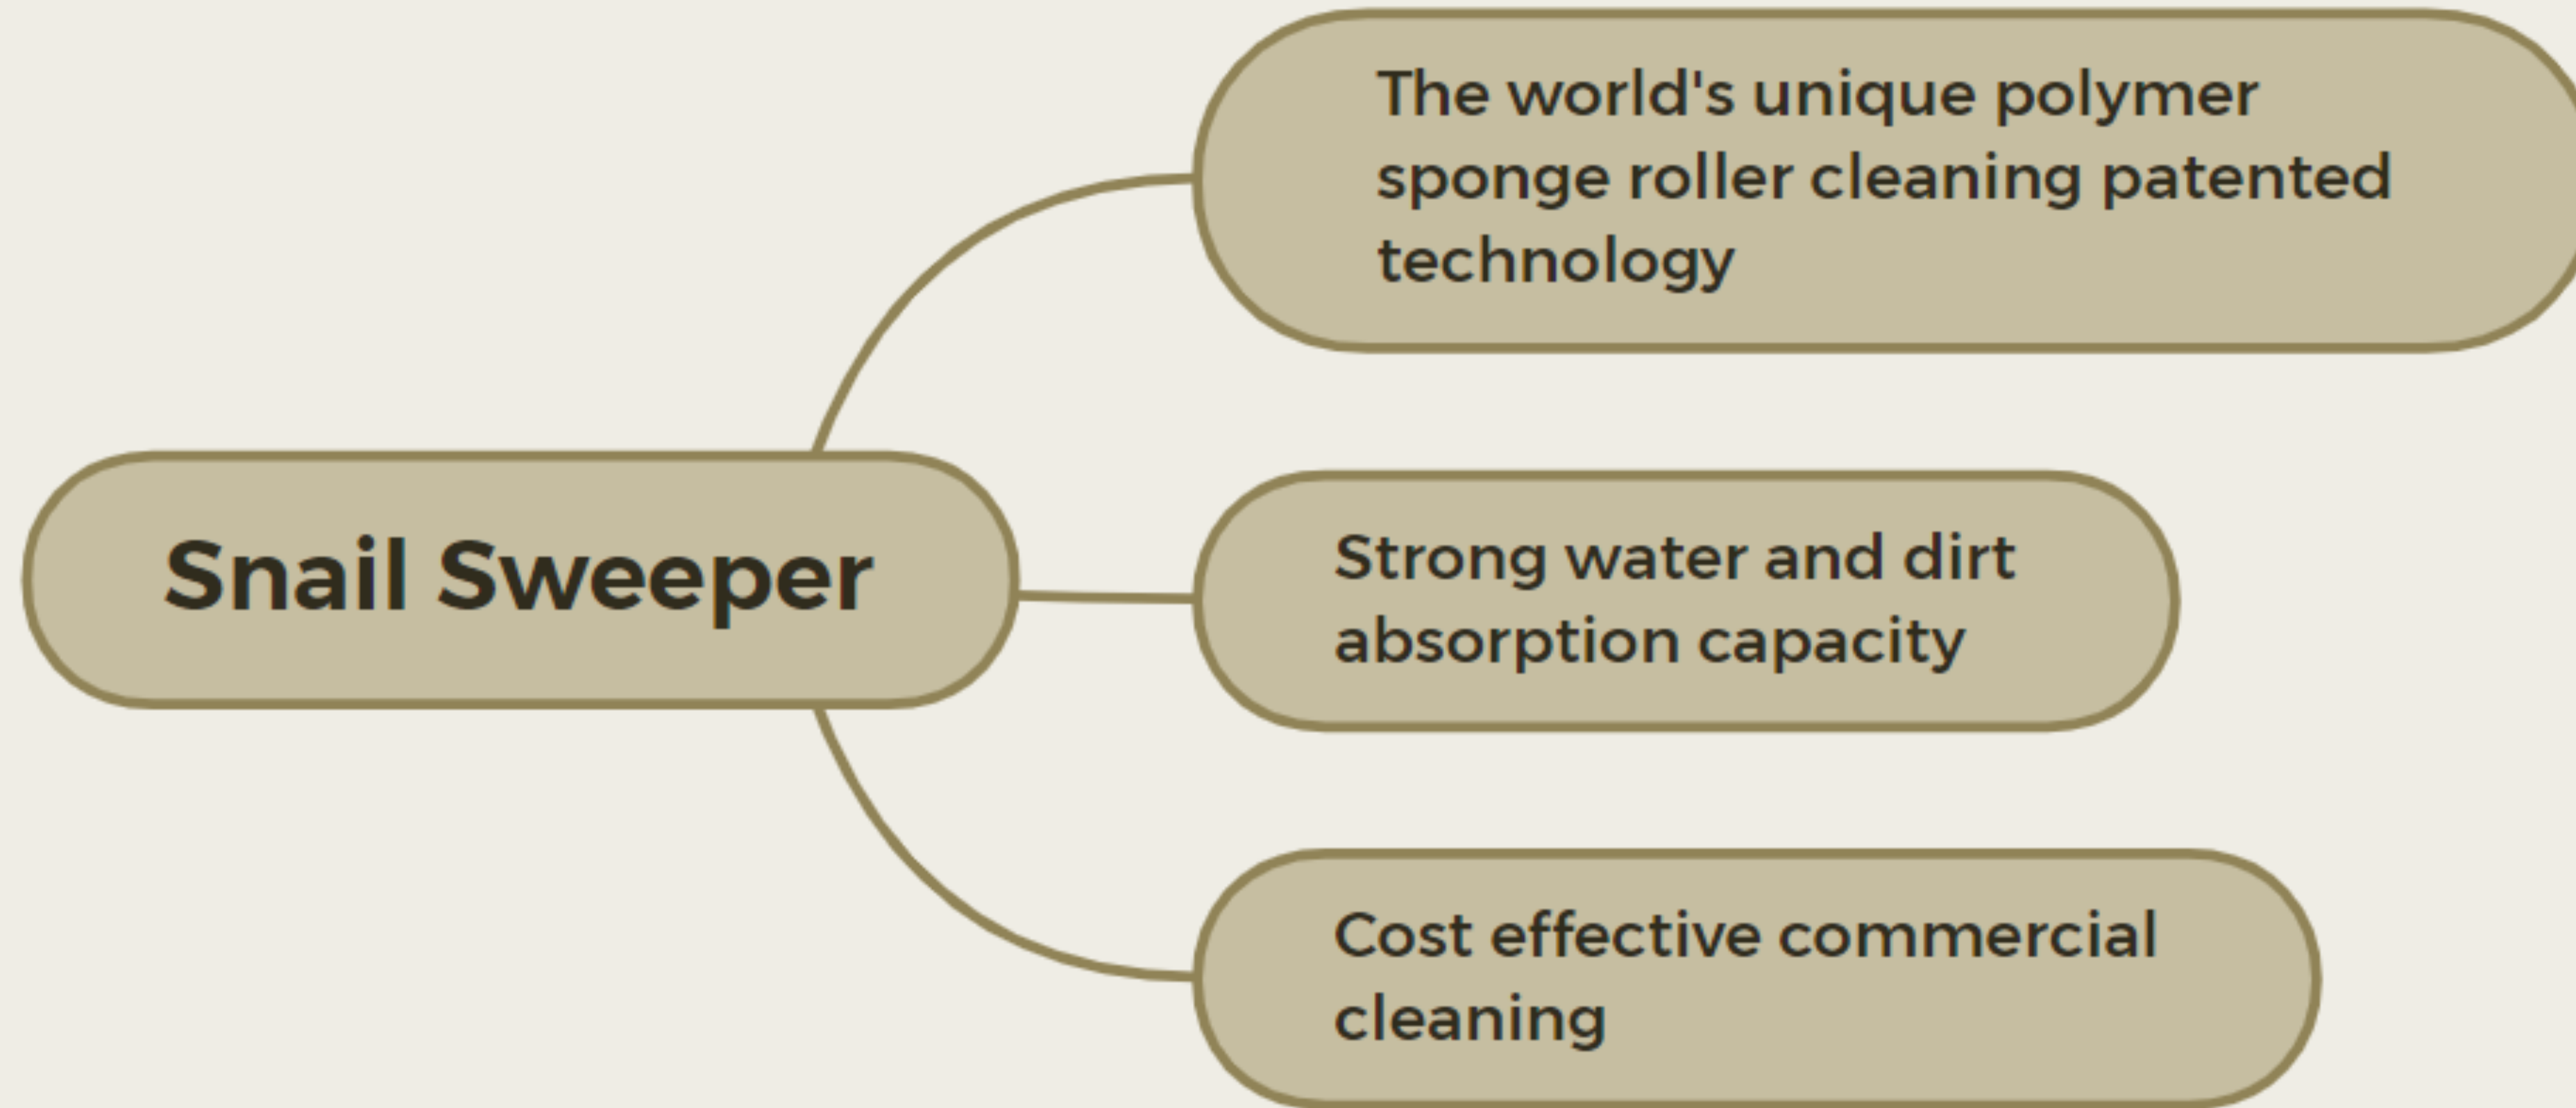 The world's unique polymer
sponge roller cleaning patented
technology
Snail Sweeper
Strong water and dirt
absorption capacity
Cost effective commercial
cleaning